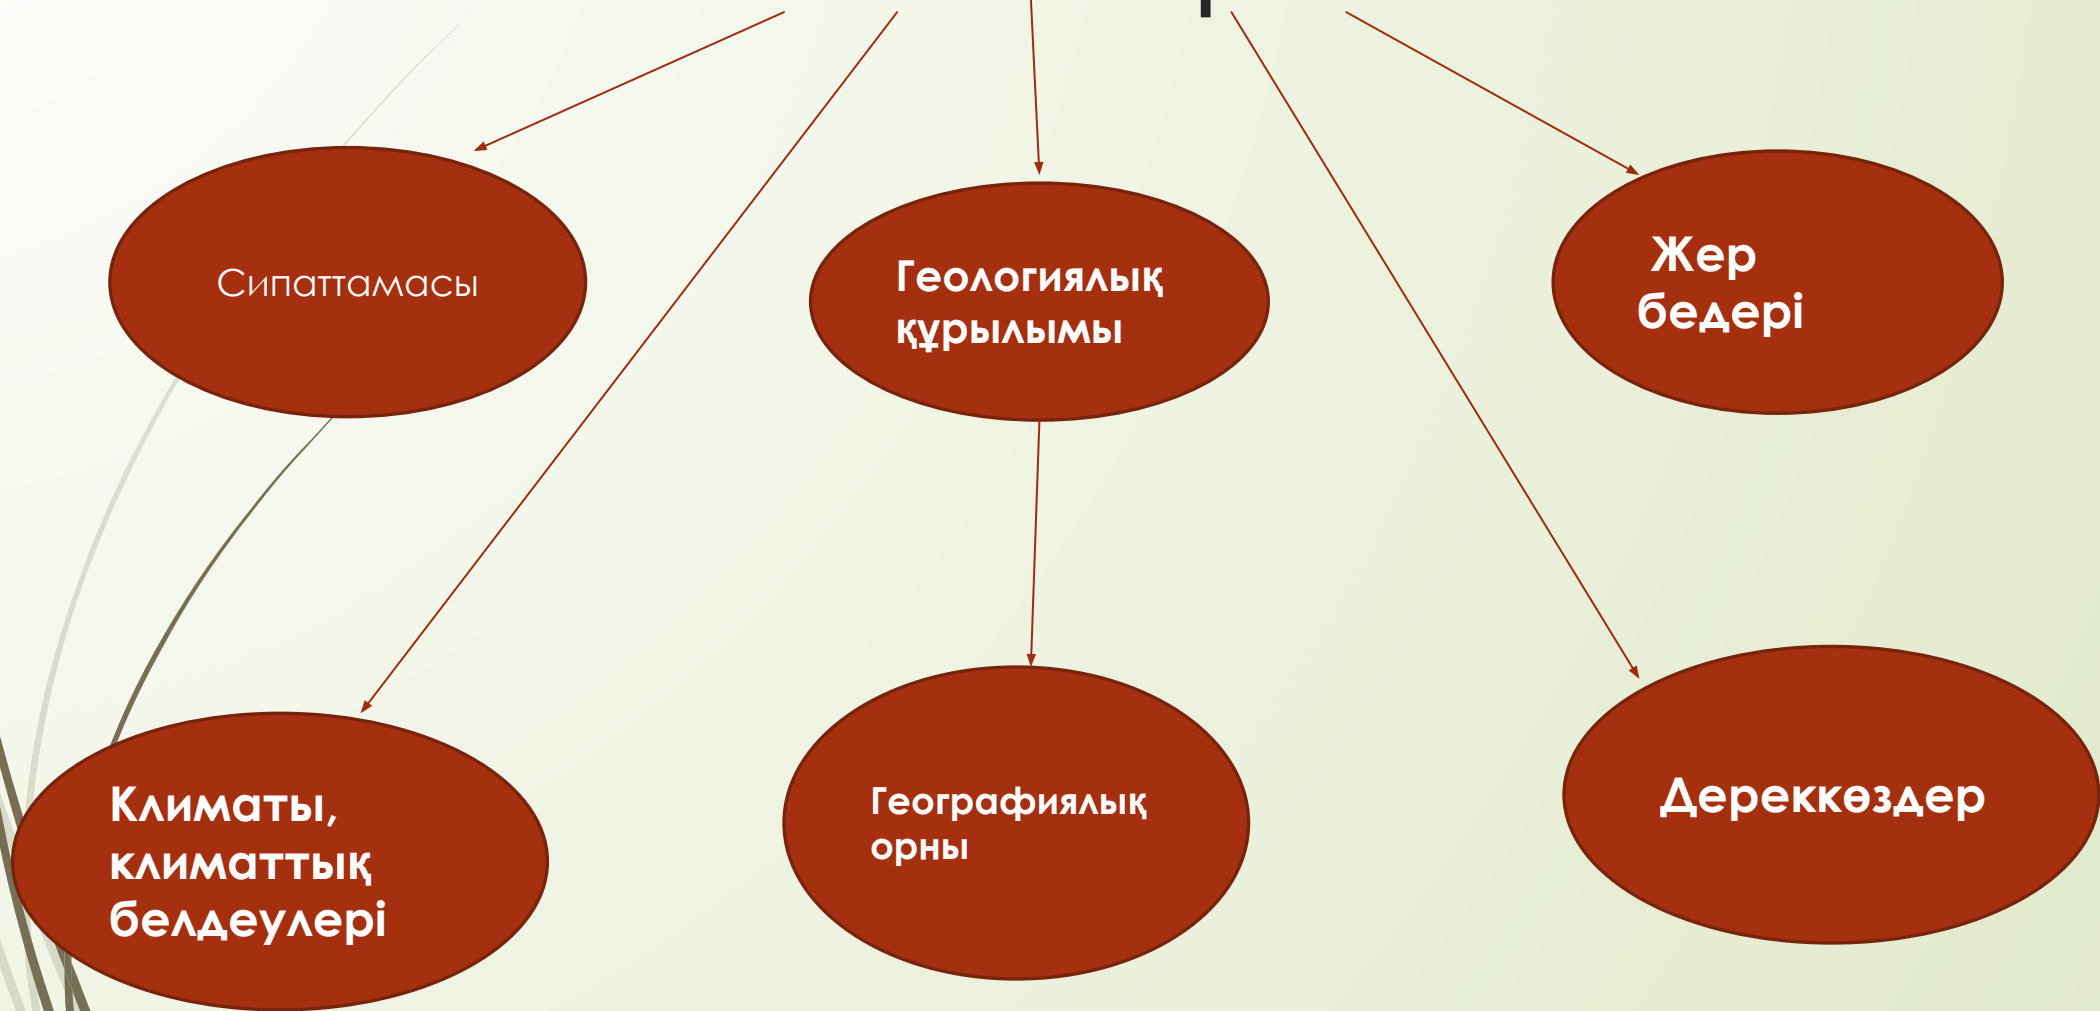 Сипаттамасы
Геологиялық
құрылымы
Жер
бедері
Климаты,
климаттық
белдеулері
Географиялық
орны
Дереккөздер